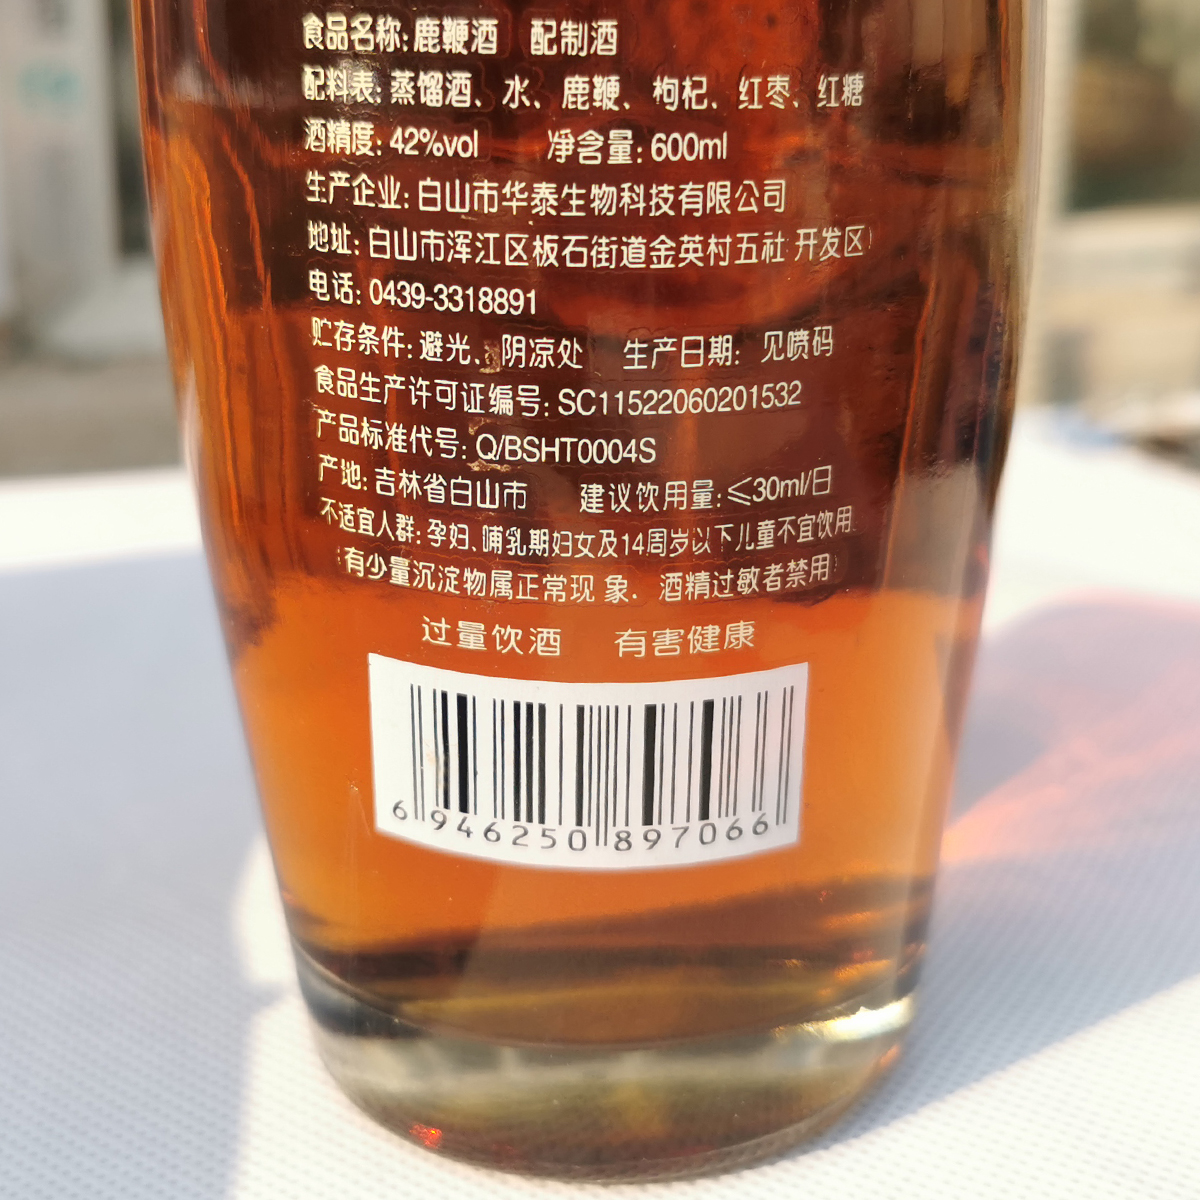 食品名称:鹿鞭酒 配制酒
配料表:蒸馏酒、水、鹿鞭、枸杞、红枣、红糖
酒精度:42%vol 净含量:600ml
生产企业:白山市华泰生物科技有限公司
地址:白山市浑江区板石街道金英村五社 开发区
电话:0439-3318891
贮存条件:避光、阴凉处 生产日期:见喷码
食品生产许可证编号:SC11522060201532
产品标准代号:Q/BSHT0004S
产地:吉林省白山市 建议饮用量:≤30ml/日
不适宜人群:孕妇、哺乳期妇女及14周岁以下儿童不宜饮用
有少量沉淀物属正常现象. 酒精过敏者禁用
过量饮酒 有害健康
6946250897066